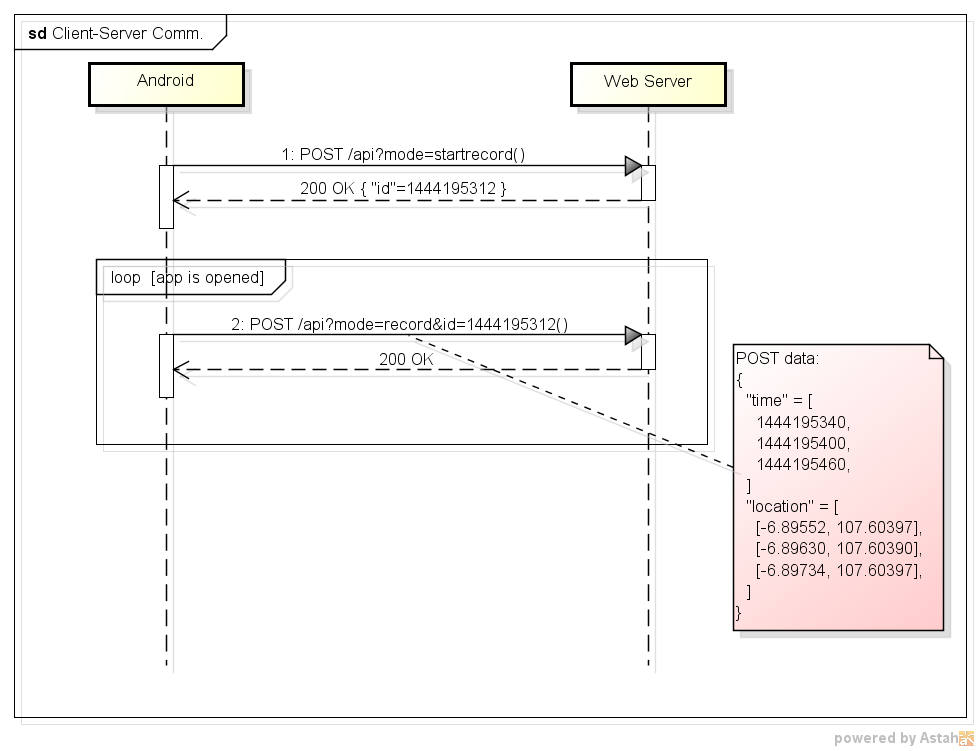 sd Client-Server Comm.
Android
Web Server
1: POST /api?mode=startrecord()
200 OK { "id"=1444195312 }
loop [app is opened]
2: POST /api?mode=record&id=1444195312()
200 OK
POST data:
{
"time" = [
1444195340,
1444195400,
1444195460,
]
"location" = [
[-6.89552, 107.60397],
[-6.89630, 107.60390],
[-6.89734, 107.60397],
]
}
powered by Astah